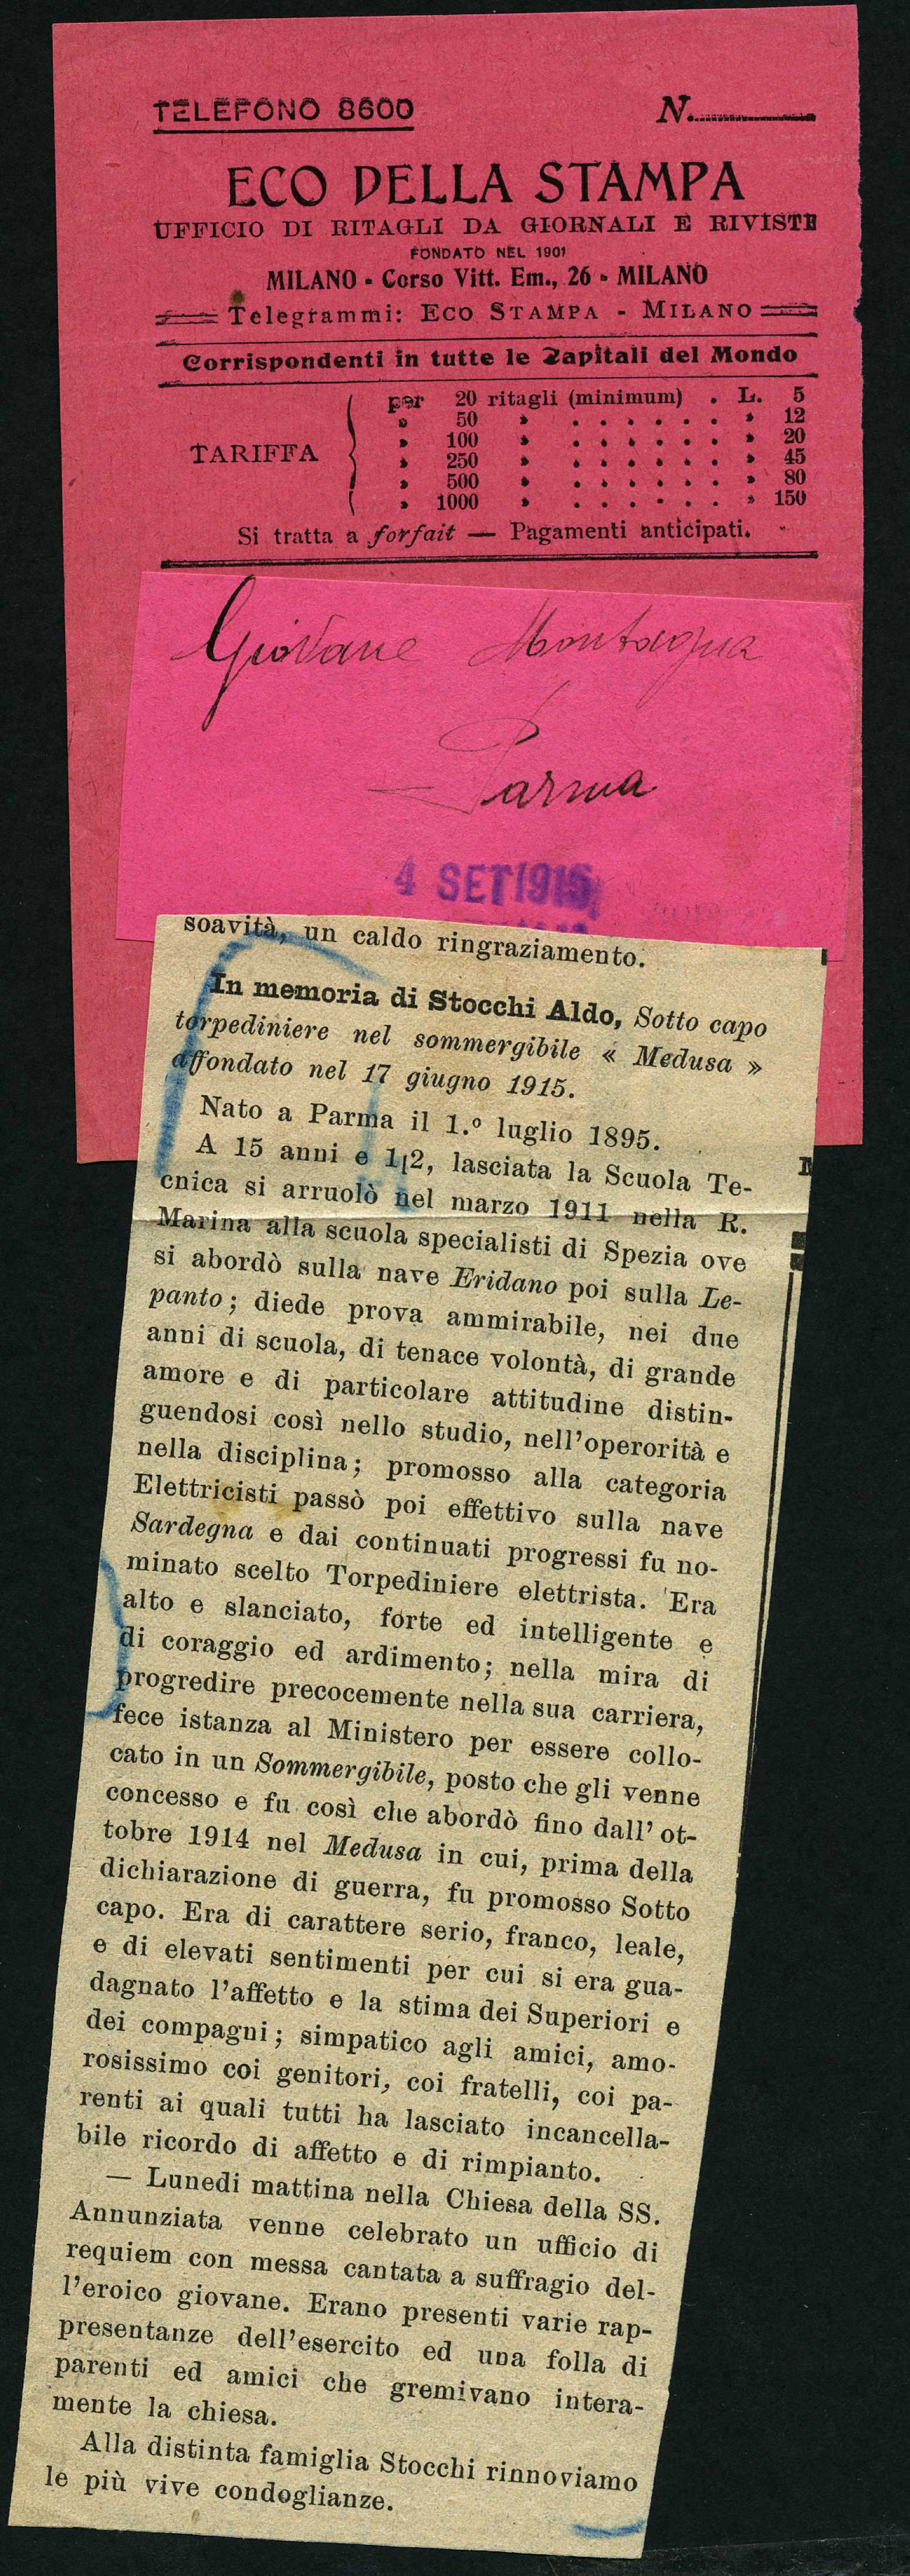 TELEFONO 8600
N.
ECO DELLA STAMPA
UFFICIO DI RITAGLI DA GIORNALI E RIVISTE
FONDATO NEL 1901
MILANO - Corso Vitt. Em., 26 - MILANO
Telegrammi: ECO STAMPA - MILANO
Corrispondenti in tutte le Capitali del Mondo
TARIFFA
per 20 ritagli (minimum) . L. 5
» 50 » . . . . . . » 12
» 100 » . . . . . . » 20
» 250 » . . . . . . » 45
» 500 » . . . . . . » 80
» 1000 » . . . . . . » 150
Si tratta a forfait — Pagamenti anticipati.
Giovane Montagna
Parma
4 SET 1915
soavità, un caldo ringraziamento.
In memoria di Stocchi Aldo, Sotto capo
torpediniere nel sommergibile « Medusa »
affondato nel 17 giugno 1915.
Nato a Parma il 1.º luglio 1895.
A 15 anni e 1|2, lasciata la Scuola Te-
cnica si arruolò nel marzo 1911 nella R.
Marina alla scuola specialisti di Spezia ove
si abordò sulla nave Eridano poi sulla Le-
panto; diede prova ammirabile, nei due
anni di scuola, di tenace volontà, di grande
amore e di particolare attitudine distin-
guendosi così nello studio, nell'operorità e
nella disciplina; promosso alla categoria
Elettricisti passò poi effettivo sulla nave
Sardegna e dai continuati progressi fu no-
minato scelto Torpediniere elettrista. Era
alto e slanciato, forte ed intelligente e
di coraggio ed ardimento; nella mira di
progredire precocemente nella sua carriera,
fece istanza al Ministero per essere collo-
cato in un Sommergibile, posto che gli venne
concesso e fu così che abordò fino dall' ot-
tobre 1914 nel Medusa in cui, prima della
dichiarazione di guerra, fu promosso Sotto
capo. Era di carattere serio, franco, leale,
e di elevati sentimenti per cui si era gua-
dagnato l'affetto e la stima dei Superiori e
dei compagni; simpatico agli amici, amo-
rosissimo coi genitori, coi fratelli, coi pa-
renti ai quali tutti ha lasciato incancella-
bile ricordo di affetto e di rimpianto.
— Lunedi mattina nella Chiesa della SS.
Annunziata venne celebrato un ufficio di
requiem con messa cantata a suffragio del-
l'eroico giovane. Erano presenti varie rap-
presentanze dell'esercito ed una folla di
parenti ed amici che gremivano intera-
mente la chiesa.
Alla distinta famiglia Stocchi rinnoviamo
le più vive condoglianze.